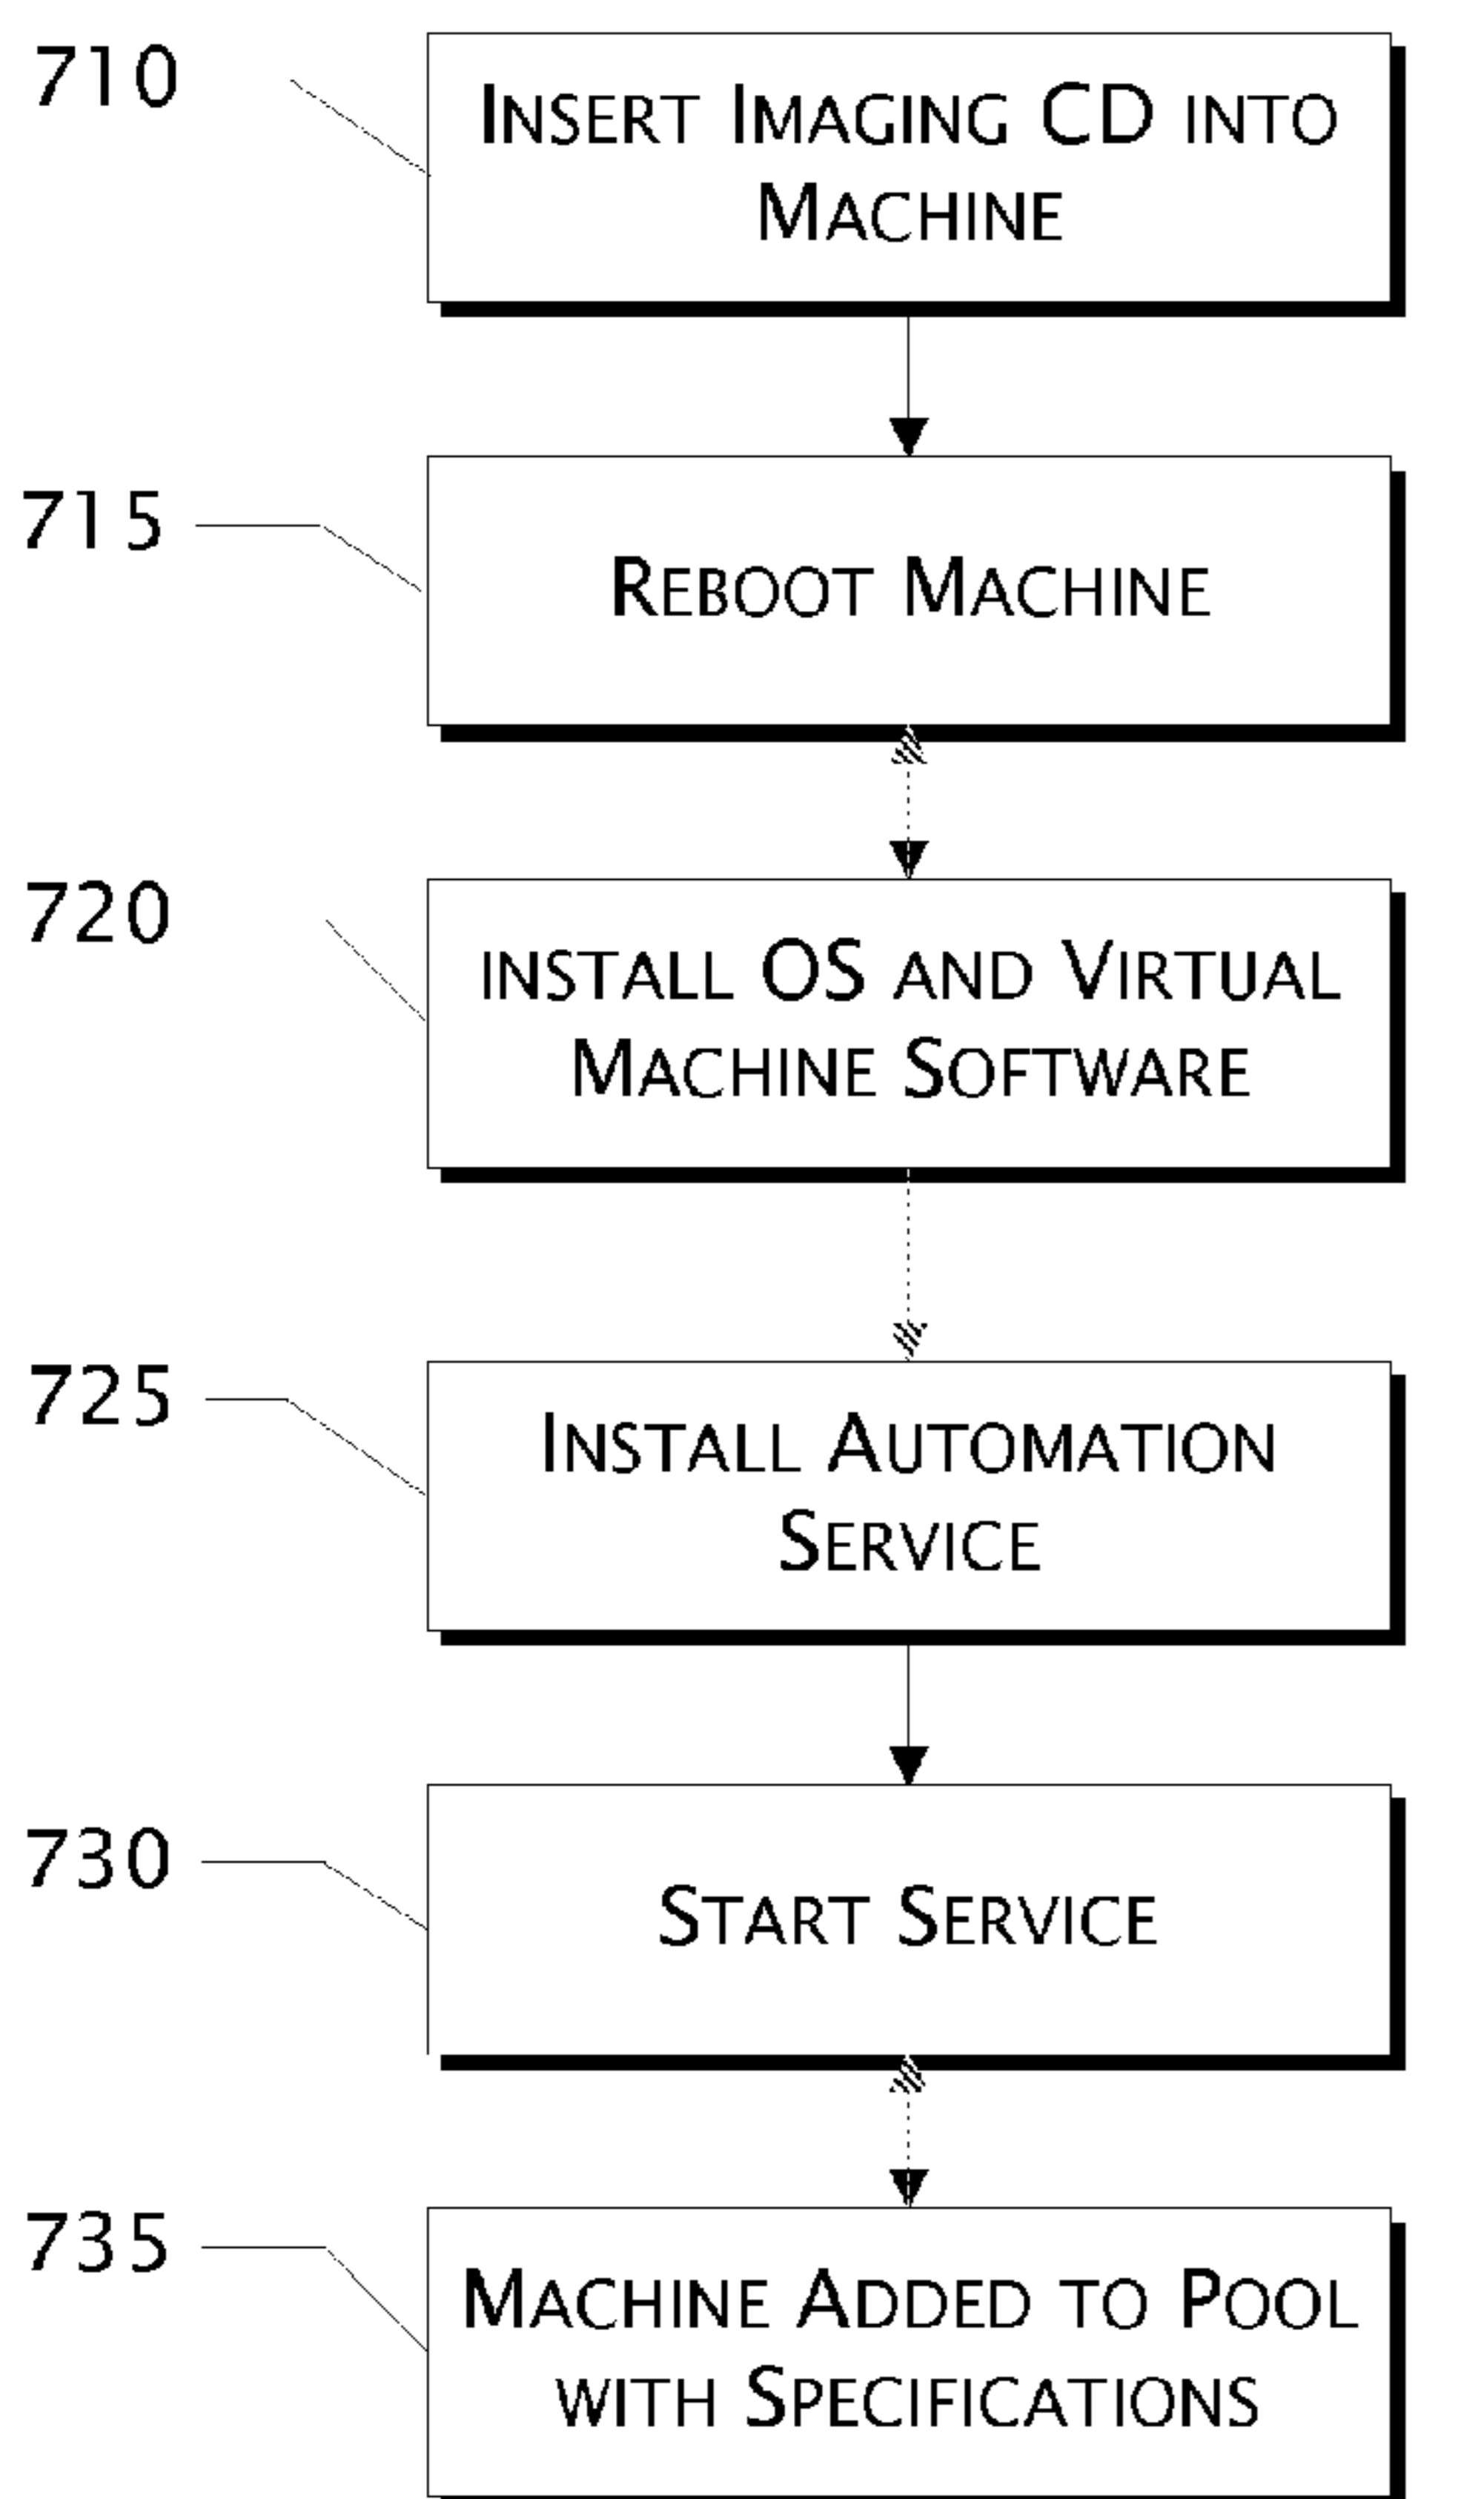 710
INSERT IMAGING CD INTO
MACHINE
715
REBOOT MACHINE
720
INSTALL OS AND VIRTUAL
MACHINE SOFTWARE
725
INSTALL AUTOMATION
SERVICE
730
START SERVICE
735
MACHINE ADDED TO POOL
WITH SPECIFICATIONS